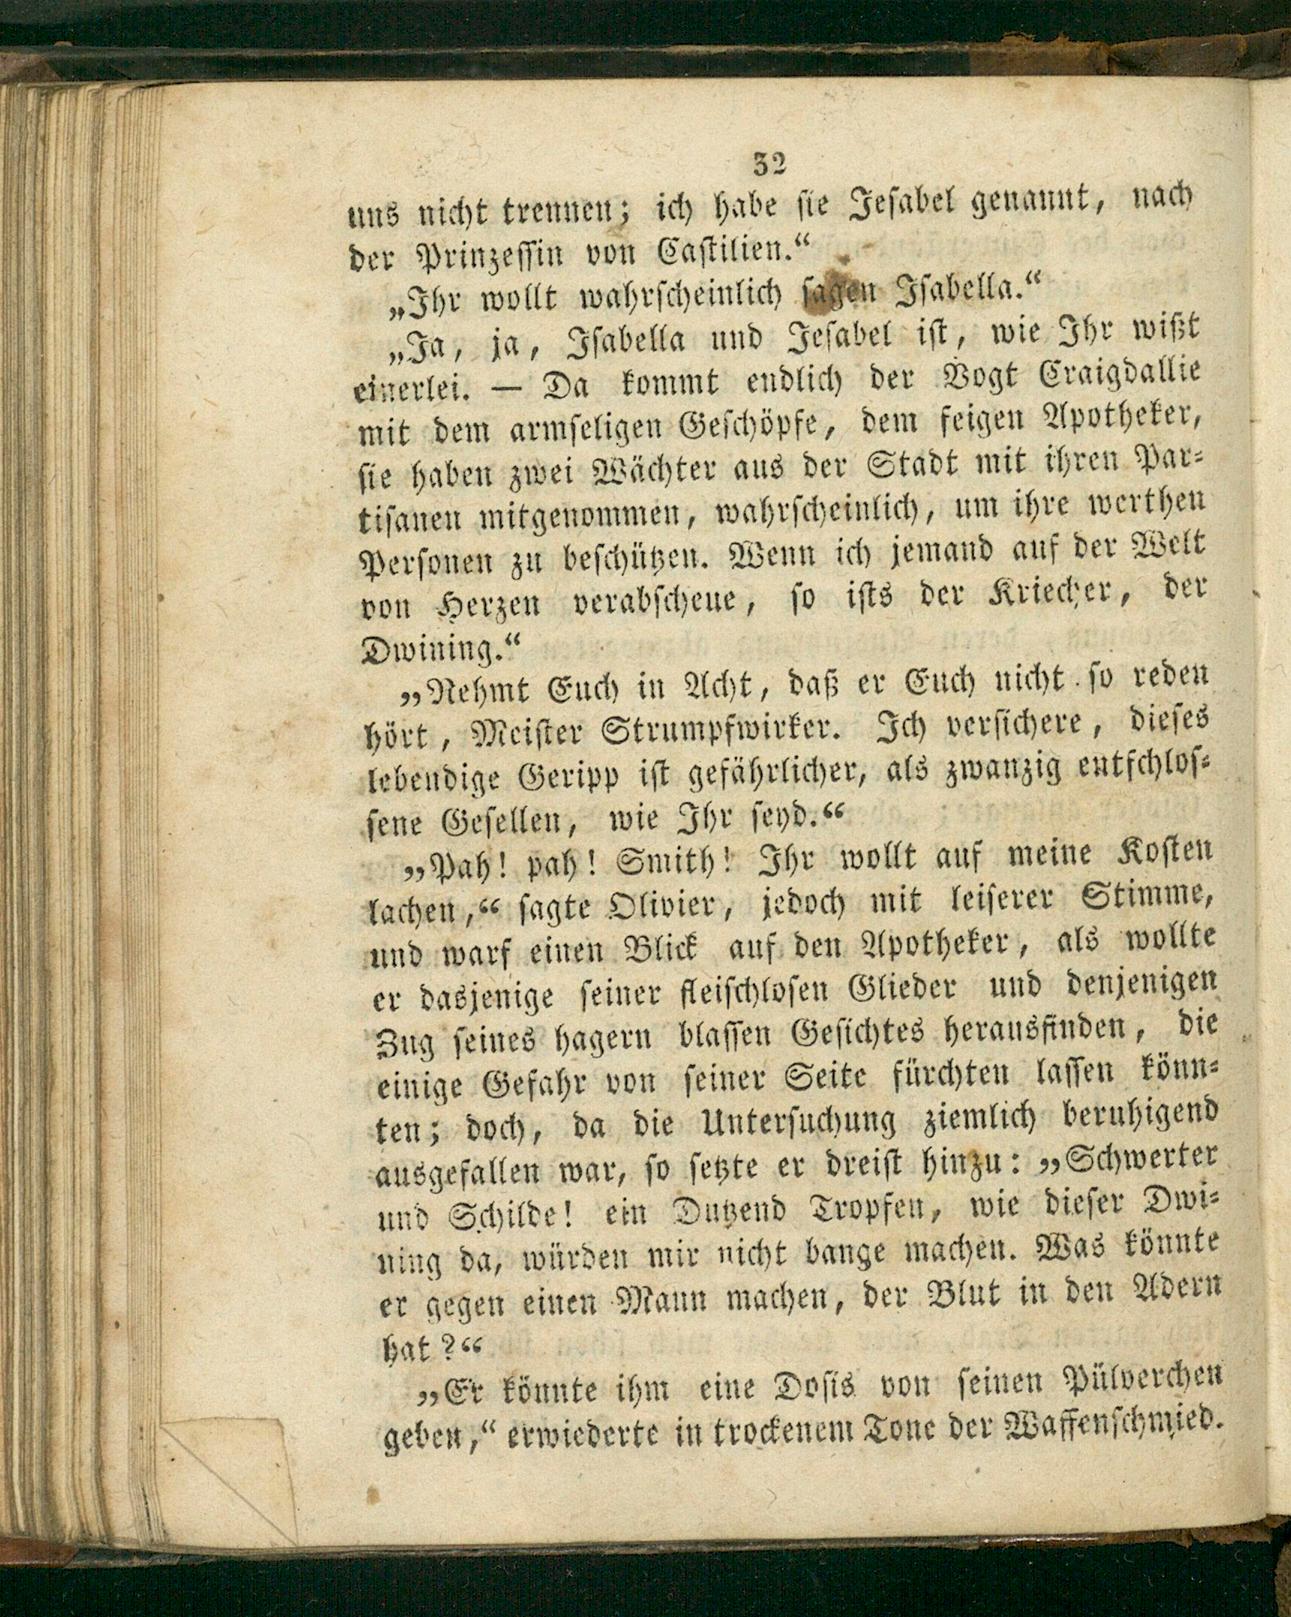 32
uns nicht trennen; ich habe sie Jesabel genannt, nach
der Prinzessin von Castilien.“
„Ihr wollt wahrscheinlich sagen Isabella.“
„Ja, ja, Isabella und Jesabel ist, wie Ihr wißt
einerlei. — Da kommt endlich der Vogt Craigdallie
mit dem armseligen Geschöpfe, dem feigen Apotheker,
sie haben zwei Wächter aus der Stadt mit ihren Par-
tisanen mitgenommen, wahrscheinlich, um ihre werthen
Personen zu beschützen. Wenn ich jemand auf der Welt
von Herzen verabscheue, so ists der Kriecher, der
Dwining.“
„Nehmt Euch in Acht, daß er Euch nicht so reden
hört, Meister Strumpfwirker. Ich versichere, dieses
lebendige Geripp ist gefährlicher, als zwanzig entfchlos-
sene Gesellen, wie Ihr seyd.“
„Pah! pah! Smith! Ihr wollt auf meine Kosten
lachen,“ sagte Olivier, jedoch mit leiserer Stimme,
und warf einen Blick auf den Apotheker, als wollte
er dasjenige seiner fleischlosen Glieder und denjenigen
Zug seines hagern blassen Gesichtes herausfinden, die
einige Gefahr von seiner Seite fürchten lassen könn-
ten; doch, da die Untersuchung ziemlich beruhigend
ausgefallen war, so setzte er dreist hinzu: „Schwerter
und Schilde! ein Dutzend Tropfen, wie dieser Dwi-
ning da, würden mir nicht bange machen. Was könnte
er gegen einen Mann machen, der Blut in den Adern
hat?“
„Er könnte ihm eine Dosis von seinen Pülverchen
geben,“ erwiederte in trockenem Tone der Waffenschmied.